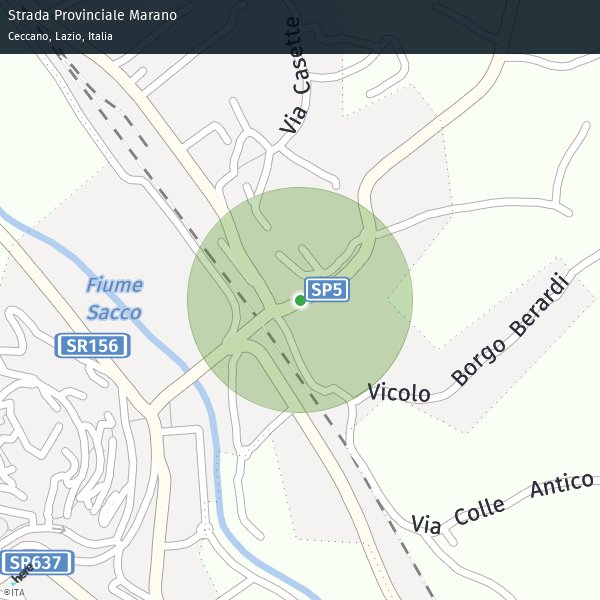 Strada Provinciale Marano
Ceccano, Lazio, Italia
Via Casette
Fiume
Sacco
SP5
SR156
Borgo Berardi
Vicolo
Via Colle Antico
SR637
here
©ITA